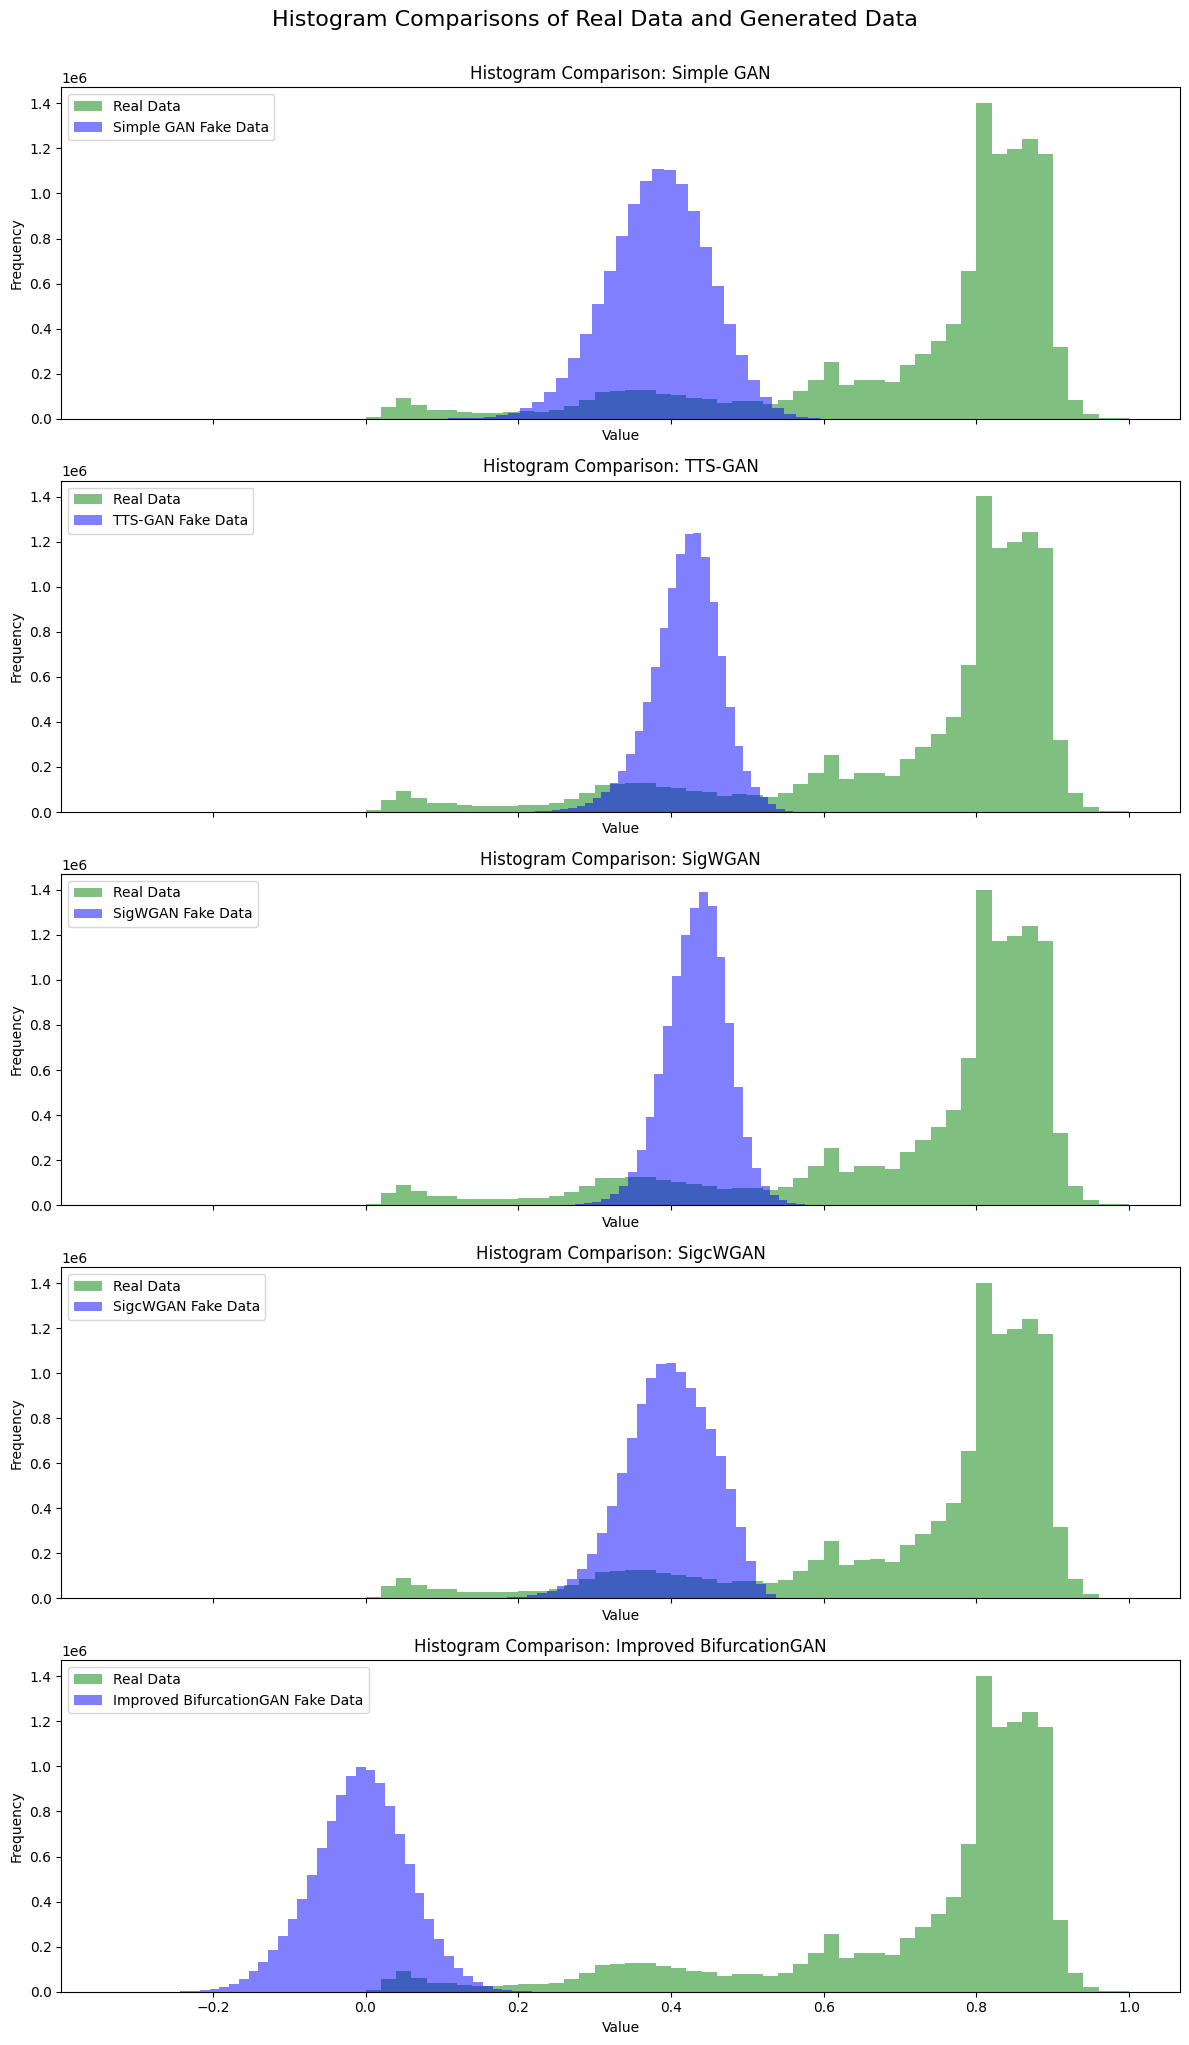 Histogram Comparisons of Real Data and Generated Data
Histogram Comparison: Simple GAN
1e6
Real Data
Simple GAN Fake Data
1.4
1.2
1.0
0.8
0.6
0.4
0.2
0.0
Frequency
Value
Histogram Comparison: TTS-GAN
1e6
Real Data
TTS-GAN Fake Data
1.4
1.2
1.0
0.8
0.6
0.4
0.2
0.0
Frequency
Value
Histogram Comparison: SigWGAN
1e6
Real Data
SigWGAN Fake Data
1.4
1.2
1.0
0.8
0.6
0.4
0.2
0.0
Frequency
Value
Histogram Comparison: SigcWGAN
1e6
Real Data
SigcWGAN Fake Data
1.4
1.2
1.0
0.8
0.6
0.4
0.2
0.0
Frequency
Value
Histogram Comparison: Improved BifurcationGAN
1e6
Real Data
Improved BifurcationGAN Fake Data
1.4
1.2
1.0
0.8
0.6
0.4
0.2
0.0
Frequency
−0.2 0.0 0.2 0.4 0.6 0.8 1.0
Value